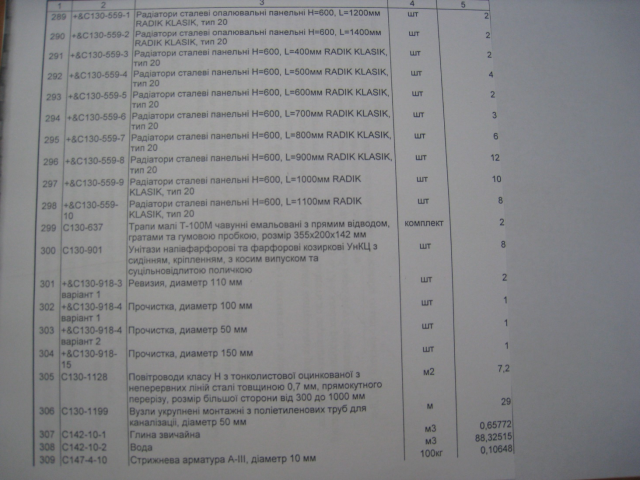 1 2 3 4 5
289 +&С130-559-1 Радіатори сталеві опалювальні панельні H=600, L=1200мм шт 2
RADIK KLASIK, тип 20
290 +&С130-559-2 Радіатори сталеві опалювальні панельні H=600, L=1400мм шт 2
RADIK KLASIK, тип 20
291 +&С130-559-3 Радіатори сталеві панельні H=600, L=400мм RADIK KLASIK, шт 2
тип 20
292 +&С130-559-4 Радіатори сталеві панельні H=600, L=500мм RADIK KLASIK, шт 4
тип 20
293 +&С130-559-5 Радіатори сталеві панельні H=600, L=600мм RADIK KLASIK, шт 2
тип 20
294 +&С130-559-6 Радіатори сталеві панельні H=600, L=700мм RADIK KLASIK, шт 3
тип 20
295 +&С130-559-7 Радіатори сталеві панельні H=600, L=800мм RADIK KLASIK, шт 6
тип 20
296 +&С130-559-8 Радіатори сталеві панельні H=600, L=900мм RADIK KLASIK, шт 12
тип 20
297 +&С130-559-9 Радіатори сталеві панельні H=600, L=1000мм RADIK шт 10
KLASIK, тип 20
298 +&С130-559- Радіатори сталеві панельні H=600, L=1100мм RADIK шт 8
10 KLASIK, тип 20
299 С130-637 Трапи малі Т-100М чавунні емальовані з прямим відводом, комплект 2
гратами та гумовою пробкою, розмір 355х200х142 мм
300 С130-901 Унітази напівфарфорові та фарфорові козиркові УнКЦ з шт 8
сидінням, кріпленням, з косим випуском та
суцільновідлитою поличкою
301 +&С130-918-3 Ревизия, диаметр 110 мм шт 2
варіант 1
302 +&С130-918-4 Прочистка, диаметр 100 мм шт 1
варіант 1
303 +&С130-918-4 Прочистка, диаметр 50 мм шт 1
варіант 2
304 +&С130-918- Прочистка, диаметр 150 мм шт 1
15
305 С130-1128 Повітроводи класу Н з тонколистової оцинкованої з м2 7,2
неперервних ліній сталі товщиною 0,7 мм, прямокутного
перерізу, розмір більшої сторони від 300 до 1000 мм
306 С130-1199 Вузли укрупнені монтажні з поліетиленових труб для м 29
каналізації, діаметр 50 мм
307 С142-10-1 Глина звичайна м3 0,65772
308 С142-10-2 Вода м3 88,32515
309 С147-4-10 Стрижнева арматура А-III, діаметр 10 мм 100кг 0,10648